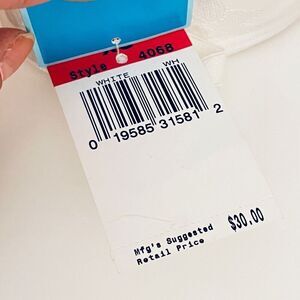 Style 4068
WHITE WH
0 19585 31581 2
Mfg's Suggested
Retail Price $30.00